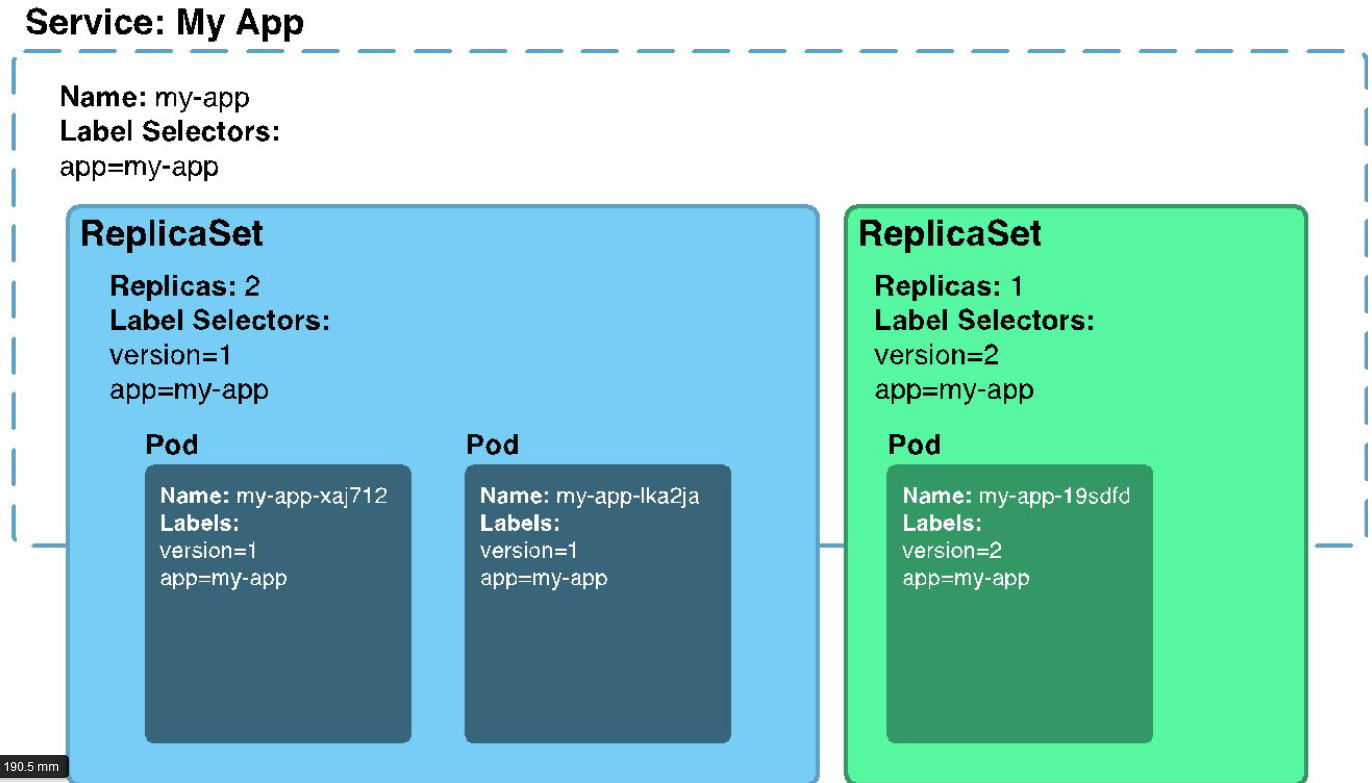 Service: My App
Name: my-app
Label Selectors:
app=my-app
ReplicaSet
Replicas: 2
Label Selectors:
version=1
app=my-app
Pod
Name: my-app-xaj712
Labels:
version=1
app=my-app
Pod
Name: my-app-lka2ja
Labels:
version=1
app=my-app
ReplicaSet
Replicas: 1
Label Selectors:
version=2
app=my-app
Pod
Name: my-app-19sdfd
Labels:
version=2
app=my-app
190.5 mm